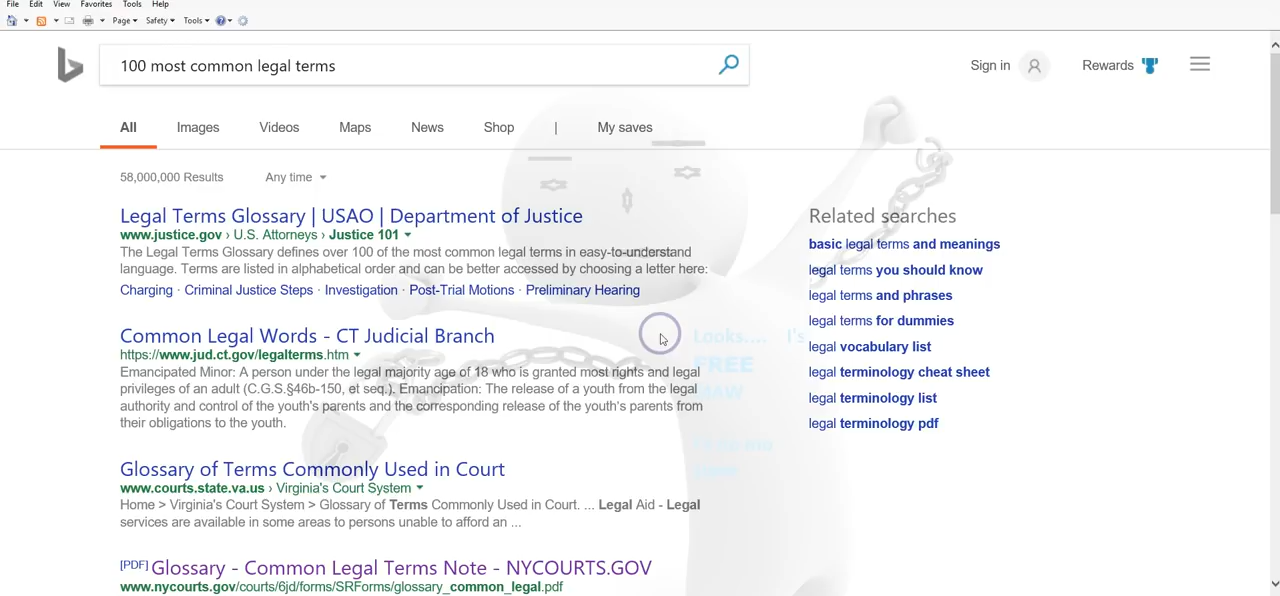 File Edit View Favorites Tools Help
Page Safety Tools
100 most common legal terms
Sign in
Rewards
All Images Videos Maps News Shop | My saves
58,000,000 Results Any time
Legal Terms Glossary | USAO | Department of Justice
www.justice.gov › U.S. Attorneys › Justice 101
The Legal Terms Glossary defines over 100 of the most common legal terms in easy-to-understand
language. Terms are listed in alphabetical order and can be better accessed by choosing a letter here:
Charging · Criminal Justice Steps · Investigation · Post-Trial Motions · Preliminary Hearing
Common Legal Words - CT Judicial Branch
https://www.jud.ct.gov/legalterms.htm
Emancipated Minor: A person under the legal majority age of 18 who is granted most rights and legal
privileges of an adult (C.G.S.§46b-150, et seq.). Emancipation: The release of a youth from the legal
authority and control of the youth's parents and the corresponding release of the youth's parents from
their obligations to the youth.
Glossary of Terms Commonly Used in Court
www.courts.state.va.us › Virginia's Court System
Home > Virginia's Court System > Glossary of Terms Commonly Used in Court. ... Legal Aid - Legal
services are available in some areas to persons unable to afford an ...
[PDF] Glossary - Common Legal Terms Note - NYCOURTS.GOV
www.nycourts.gov/courts/6jd/forms/SRForms/glossary_common_legal.pdf
Related searches
basic legal terms and meanings
legal terms you should know
legal terms and phrases
legal terms for dummies
legal vocabulary list
legal terminology cheat sheet
legal terminology list
legal terminology pdf
Looks.... I's
FREE